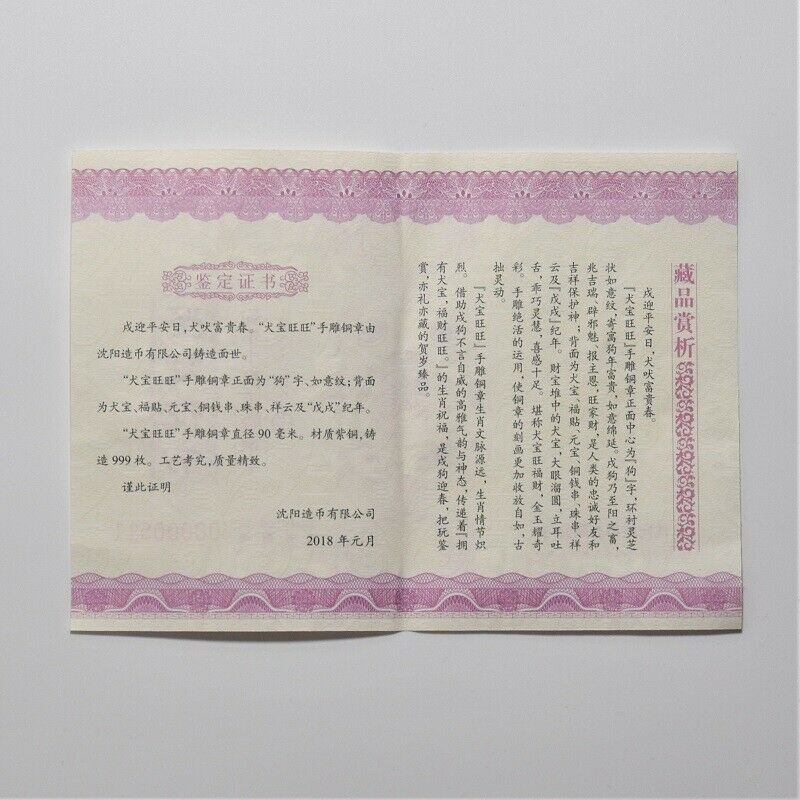 鉴定证书
戊迎平安日，犬吠富贵春。“犬宝旺旺”手雕铜章由
沈阳造币有限公司铸造面世。
“犬宝旺旺”手雕铜章正面为“狗”字、如意纹；背面
为犬宝、福贴、元宝、铜钱串、珠串、祥云及“戊戌”纪年。
“犬宝旺旺”手雕铜章直径90毫米。材质紫铜，铸
造999枚。工艺考究，质量精致。
谨此证明
沈阳造币有限公司
2018年元月
藏品赏析
戊迎平安日，犬吠富贵春。
『犬宝旺旺』手雕铜章正面中心为『狗』字，环衬灵芝
状如意纹，寄寓狗年富贵，如意绵延。戌狗乃至阳之畜，
兆吉瑞、辟邪魅、报主恩、旺家财，是人类的忠诚好友和
吉祥保护神；背面为犬宝、福贴、元宝、铜钱串、珠串、祥
云及『戊戌』纪年。财宝堆中的犬宝，大眼溜圆，立耳吐
舌，乖巧灵慧，喜感十足。堪称犬宝旺福财，金玉耀奇
彩。手雕绝活的运用，使铜章的刻画更加收放自如，古
拙灵动。
『犬宝旺旺』手雕铜章生肖文脉源远，生肖情节炽
烈。借助戌狗不言自威的高雅气韵与神态，传递着『拥
有犬宝，福财旺旺。』的生肖祝福，是戌狗迎春，把玩鉴
赏，亦礼亦藏的贺岁臻品。